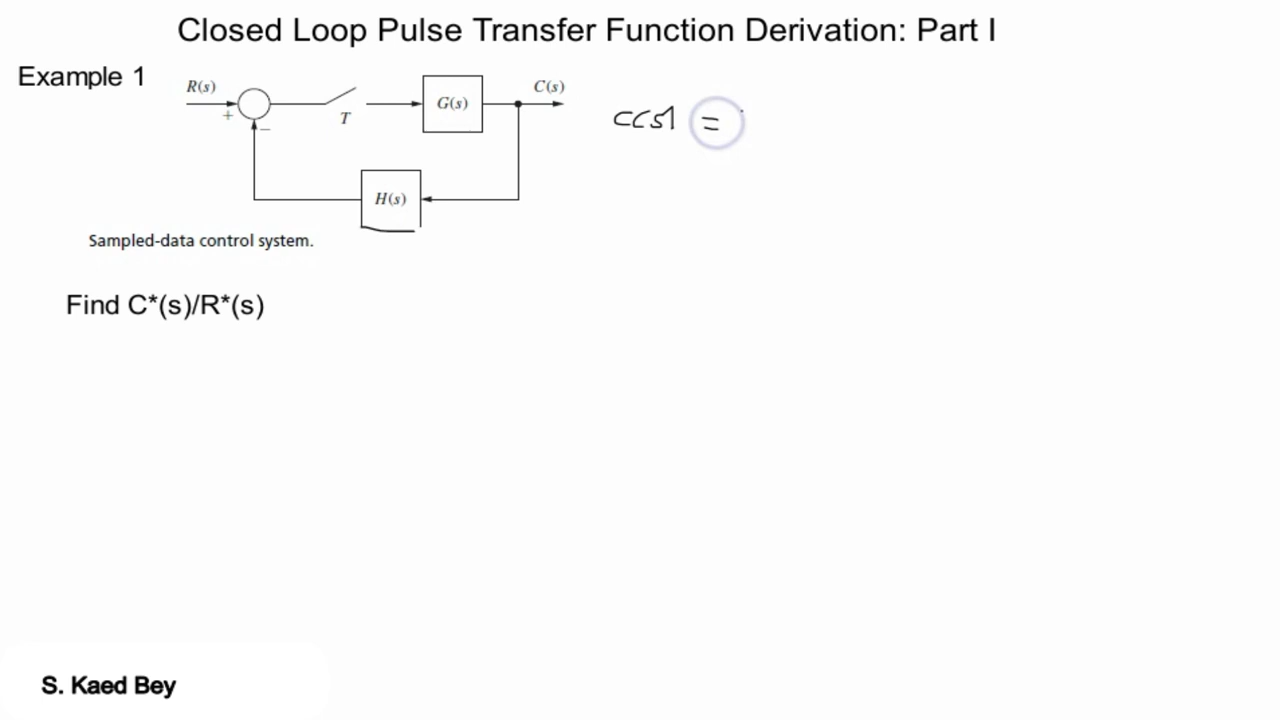 Closed Loop Pulse Transfer Function Derivation: Part I
Example 1
R(s)
+
−
T
G(s)
C(s)
C(s) =
H(s)
Sampled-data control system.
Find C*(s)/R*(s)
S. Kaed Bey